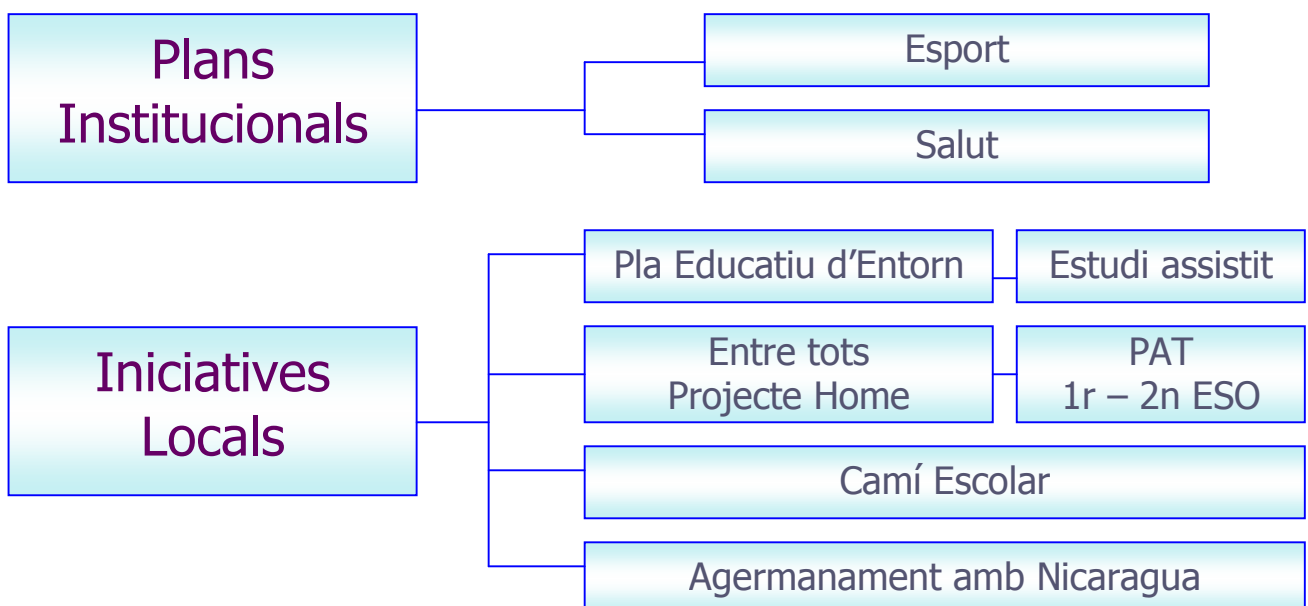 Plans
Institucionals
Esport
Salut
Iniciatives
Locals
Pla Educatiu d’Entorn
Estudi assistit
Entre tots
Projecte Home
PAT
1r – 2n ESO
Camí Escolar
Agermanament amb Nicaragua